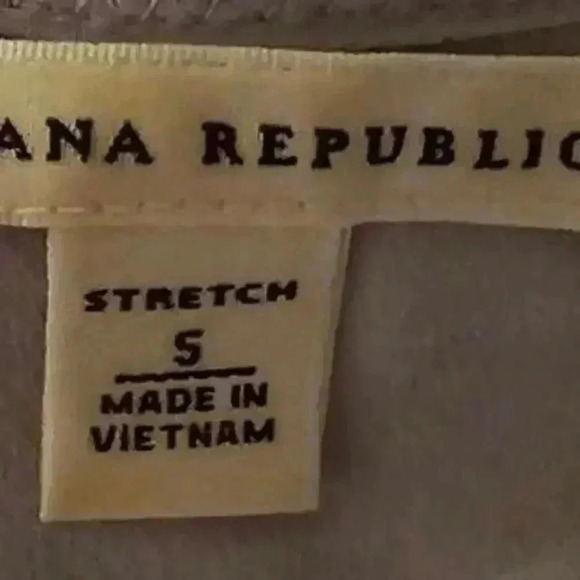 ANA REPUBLIC
STRETCH
S
MADE IN
VIETNAM